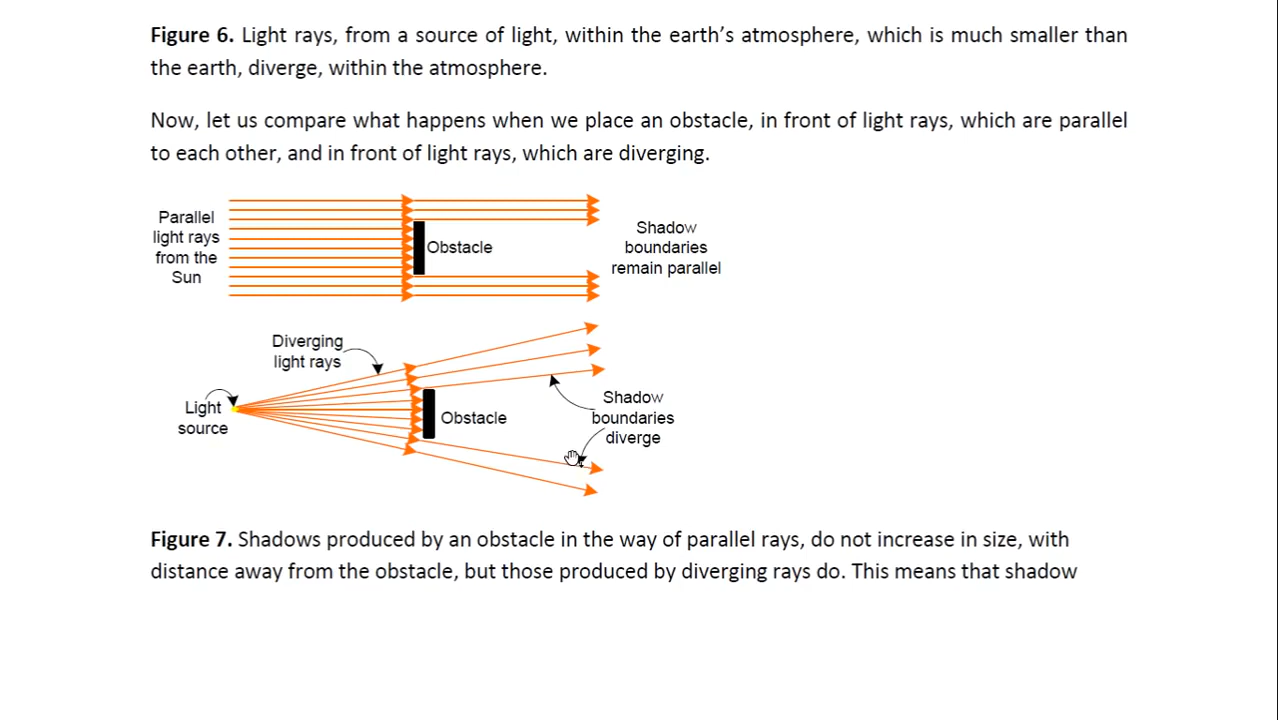 Figure 6. Light rays, from a source of light, within the earth’s atmosphere, which is much smaller than
the earth, diverge, within the atmosphere.
Now, let us compare what happens when we place an obstacle, in front of light rays, which are parallel
to each other, and in front of light rays, which are diverging.
Parallel
light rays
from the
Sun
Obstacle
Shadow
boundaries
remain parallel
Diverging
light rays
Light
source
Obstacle
Shadow
boundaries
diverge
Figure 7. Shadows produced by an obstacle in the way of parallel rays, do not increase in size, with
distance away from the obstacle, but those produced by diverging rays do. This means that shadow